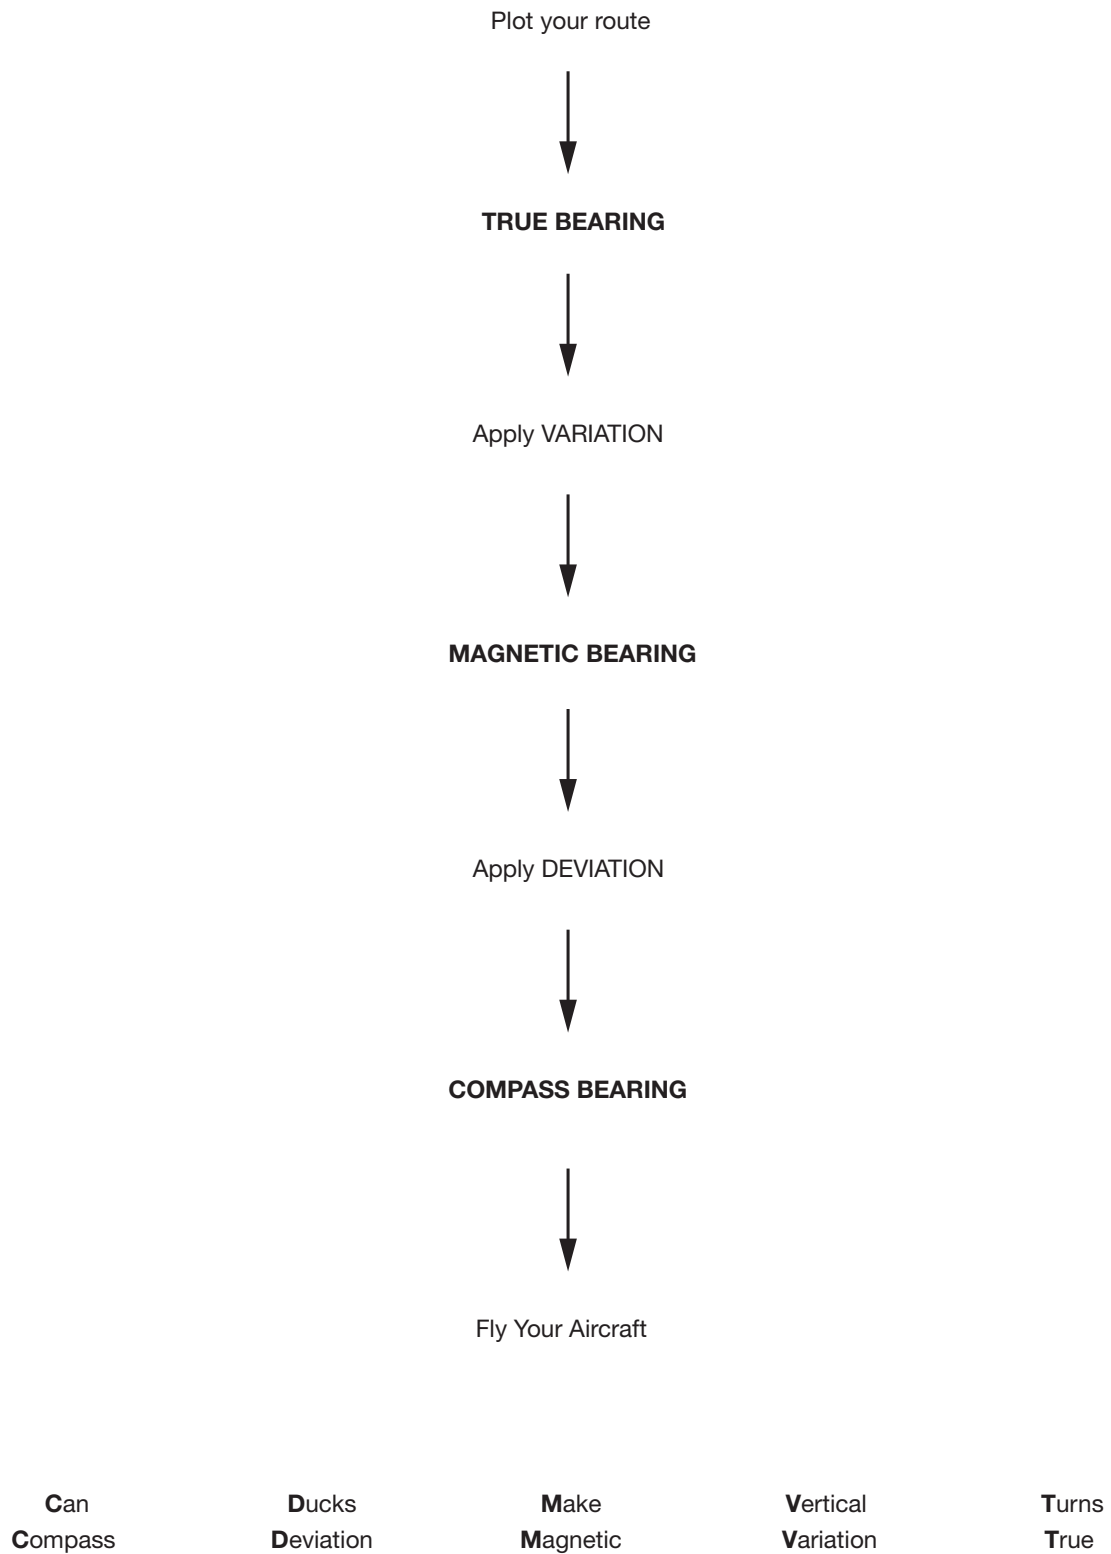 Plot your route
TRUE BEARING
Apply VARIATION
MAGNETIC BEARING
Apply DEVIATION
COMPASS BEARING
Fly Your Aircraft
Can Ducks Make Vertical Turns
Compass Deviation Magnetic Variation True